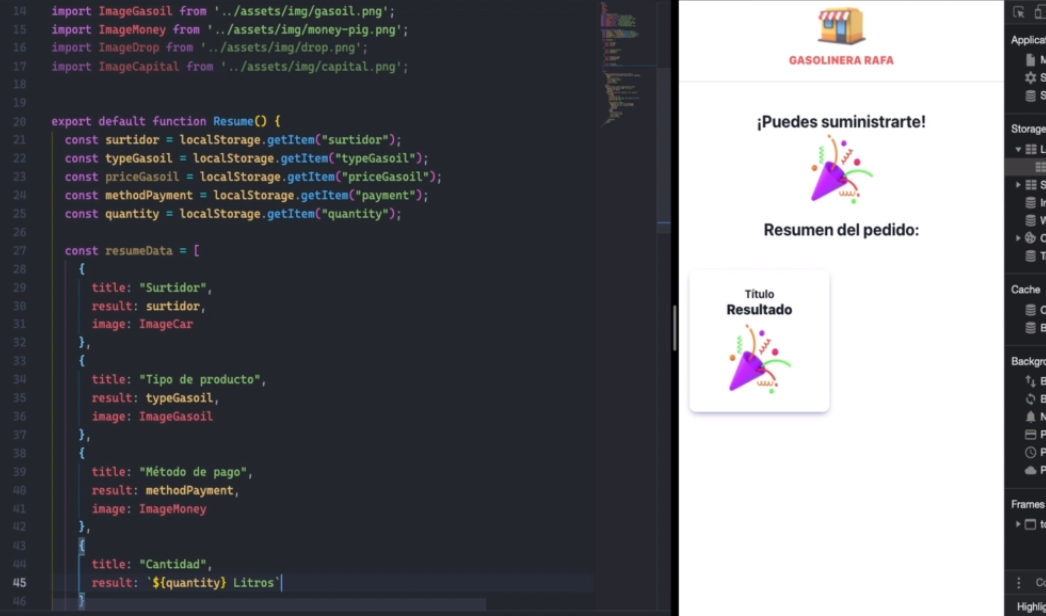 14 import ImageGasoil from '../assets/img/gasoil.png';
15 import ImageMoney from '../assets/img/money-pig.png';
16 import ImageDrop from '../assets/img/drop.png';
17 import ImageCapital from '../assets/img/capital.png';
18
19
20 export default function Resume() {
21 const surtidor = localStorage.getItem("surtidor");
22 const typeGasoil = localStorage.getItem("typeGasoil");
23 const priceGasoil = localStorage.getItem("priceGasoil");
24 const methodPayment = localStorage.getItem("payment");
25 const quantity = localStorage.getItem("quantity");
26
27 const resumeData = [
28 {
29 title: "Surtidor",
30 result: surtidor,
31 image: ImageCar
32 },
33 {
34 title: "Tipo de producto",
35 result: typeGasoil,
36 image: ImageGasoil
37 },
38 {
39 title: "Método de pago",
40 result: methodPayment,
41 image: ImageMoney
42 },
43 {
44 title: "Cantidad",
45 result: `${quantity} Litros`
46 }
GASOLINERA RAFA
¡Puedes suministrarte!
Resumen del pedido:
Título
Resultado
Applicat
M
S
S
Storage
L
S
I
W
C
T
Cache
C
B
Backgro
B
B
N
P
P
P
Frames
to
Co
Highlig